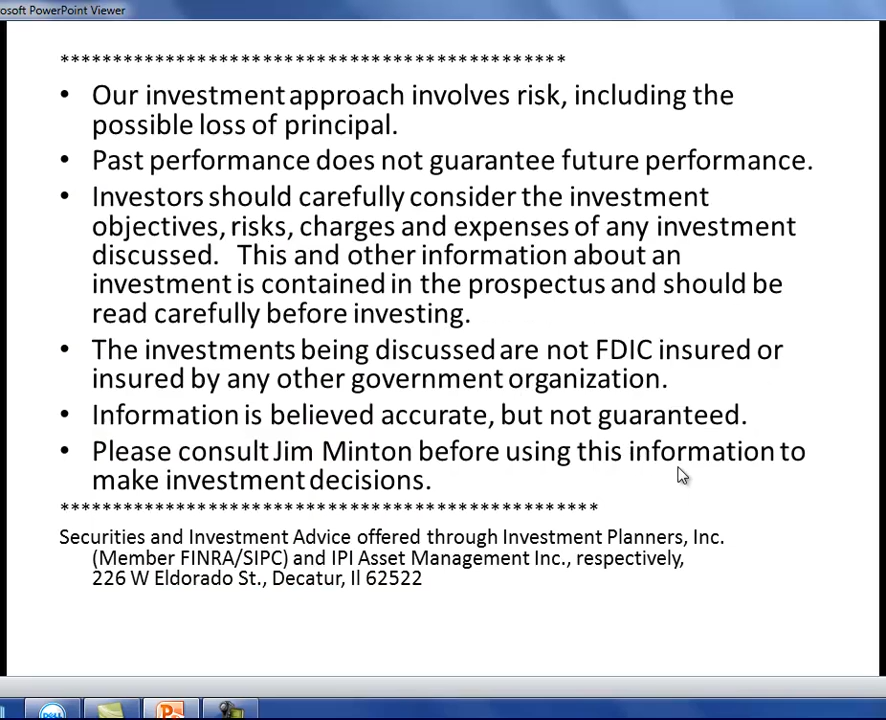 osoft PowerPoint Viewer
************************************************
• Our investment approach involves risk, including the
possible loss of principal.
• Past performance does not guarantee future performance.
• Investors should carefully consider the investment
objectives, risks, charges and expenses of any investment
discussed. This and other information about an
investment is contained in the prospectus and should be
read carefully before investing.
• The investments being discussed are not FDIC insured or
insured by any other government organization.
• Information is believed accurate, but not guaranteed.
• Please consult Jim Minton before using this information to
make investment decisions.
***************************************************
Securities and Investment Advice offered through Investment Planners, Inc.
(Member FINRA/SIPC) and IPI Asset Management Inc., respectively,
226 W Eldorado St., Decatur, Il 62522
DELL
P